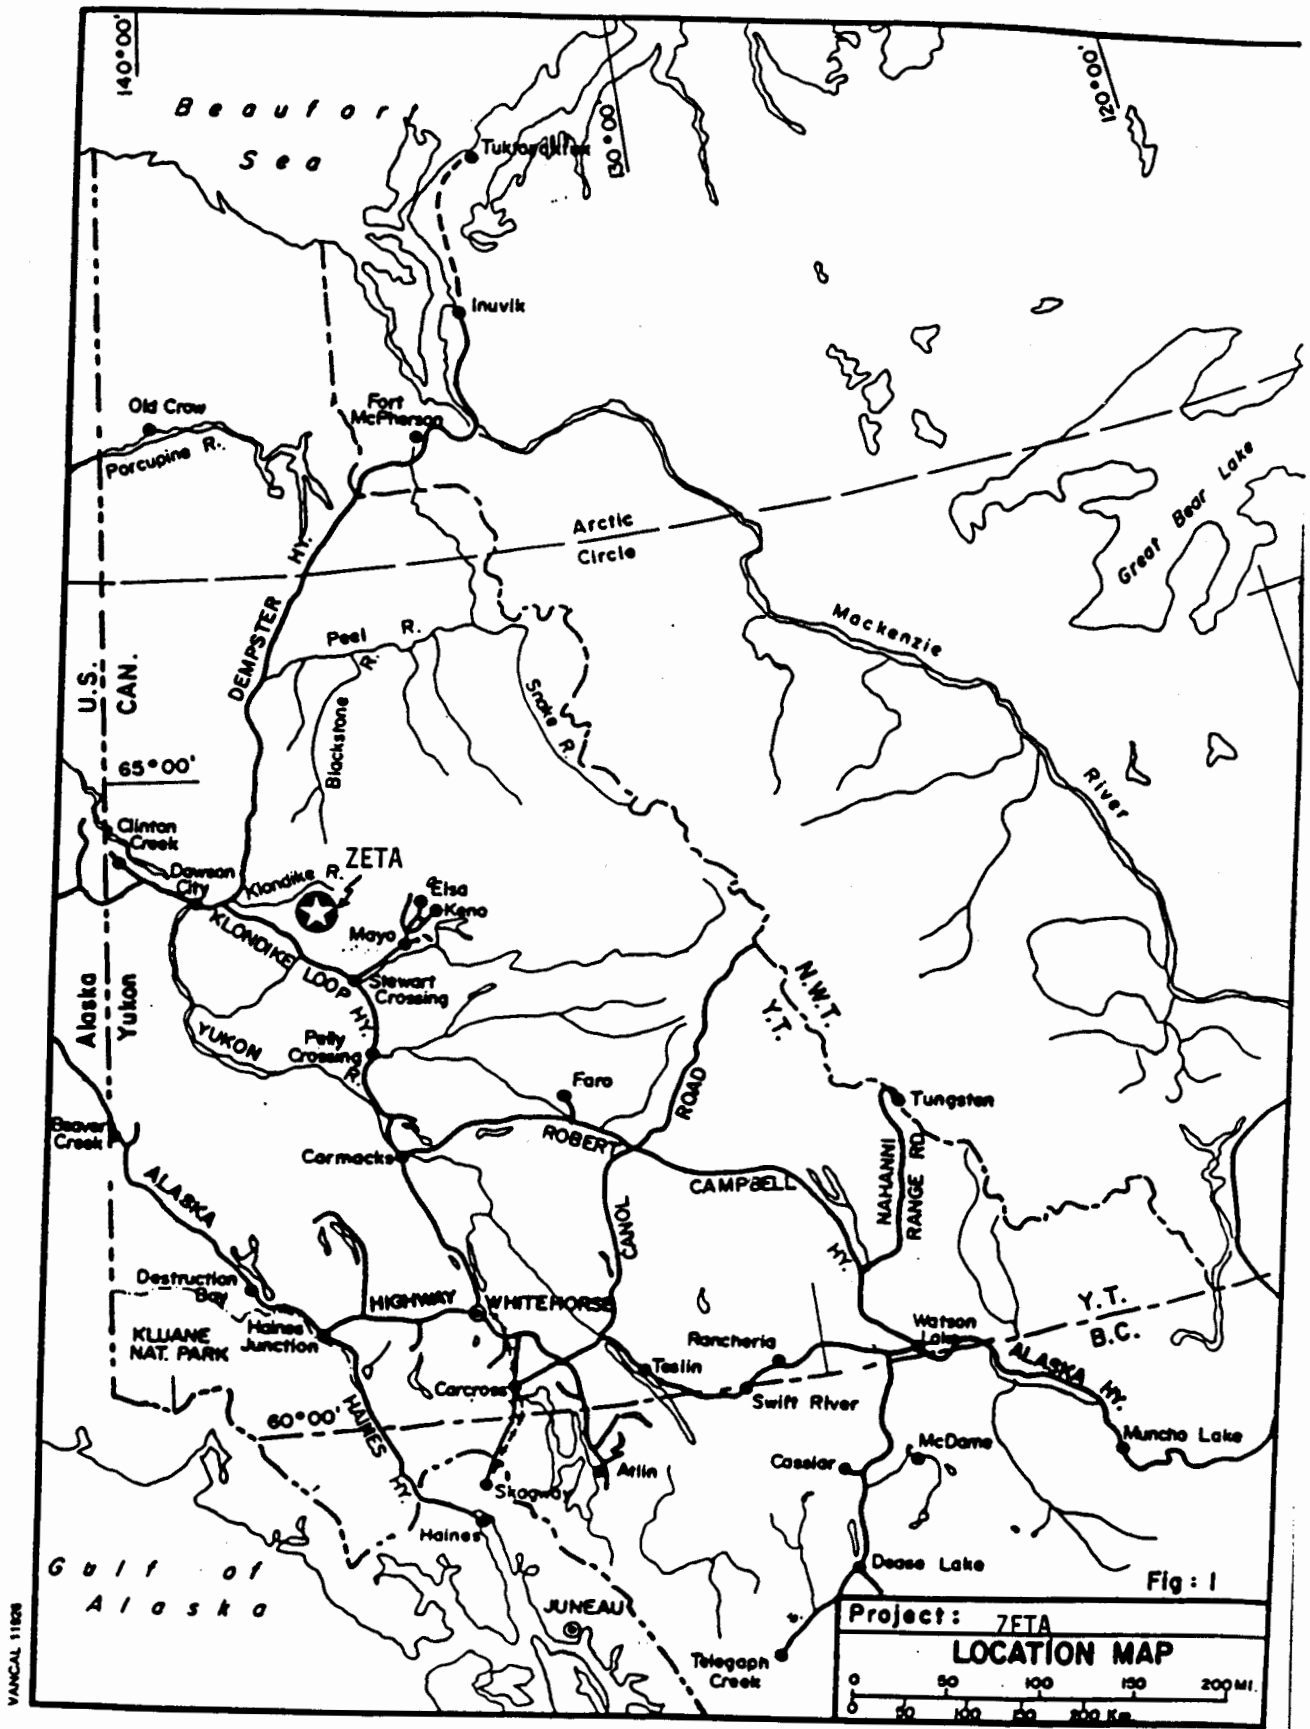 140°00'
130°00'
120°00'
Beaufort
Sea
Tuktoyaktuk
Inuvik
Old Crow
Porcupine R.
Fort
McPherson
Arctic
Circle
Great Bear Lake
DEMPSTER HY.
Peel R.
Mackenzie
River
U.S.
CAN.
Blackstone R.
Snake R.
65°00'
Clinton
Creek
Dawson
City
Klondike R.
ZETA
Elsa
Keno
Mayo
KLONDIKE LOOP HY.
Stewart
Crossing
Alaska
Yukon
N.W.T.
Y.T.
YUKON R.
Pelly
Crossing
Faro
ROAD
Tungsten
Beaver
Creek
ROBERT CAMPBELL HY.
Carmacks
NAHANNI
RANGE RD
ALASKA
CANOL
Destruction
Bay
HIGHWAY
WHITEHORSE
Y.T.
B.C.
Haines
Junction
KLUANE
NAT. PARK
Rancheria
Watson
Lake
Teslin
ALASKA HY.
Carcross
Swift River
60°00'
HAINES HY.
McDame
Muncho Lake
Cassiar
Atlin
Skagway
Haines
Dease Lake
Gulf of
Alaska
JUNEAU
Telegaph
Creek
Fig: 1
Project: ZETA
LOCATION MAP
0 50 100 150 200 MI.
0 50 100 150 200 Km.
VANCAL 11926